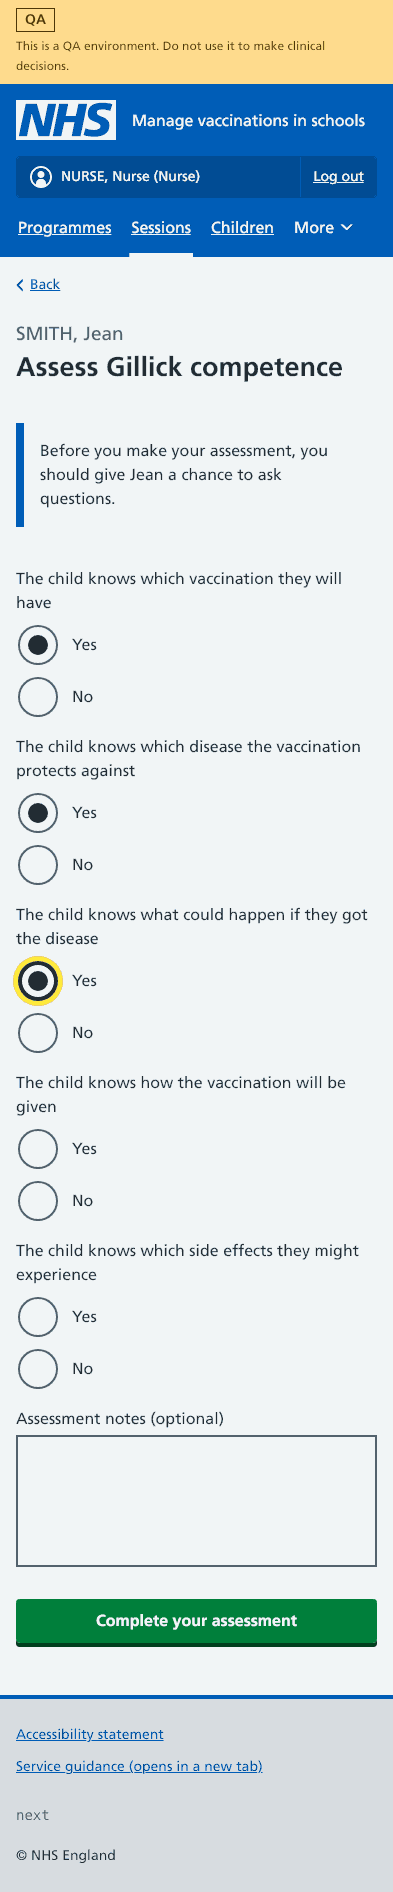 QA
This is a QA environment. Do not use it to make clinical
decisions.
NHS
Manage vaccinations in schools
NURSE, Nurse (Nurse)
Log out
Programmes
Sessions
Children
More
Back
SMITH, Jean
Assess Gillick competence
Before you make your assessment, you
should give Jean a chance to ask
questions.
The child knows which vaccination they will
have
Yes
No
The child knows which disease the vaccination
protects against
Yes
No
The child knows what could happen if they got
the disease
Yes
No
The child knows how the vaccination will be
given
Yes
No
The child knows which side effects they might
experience
Yes
No
Assessment notes (optional)
Complete your assessment
Accessibility statement
Service guidance (opens in a new tab)
next
© NHS England